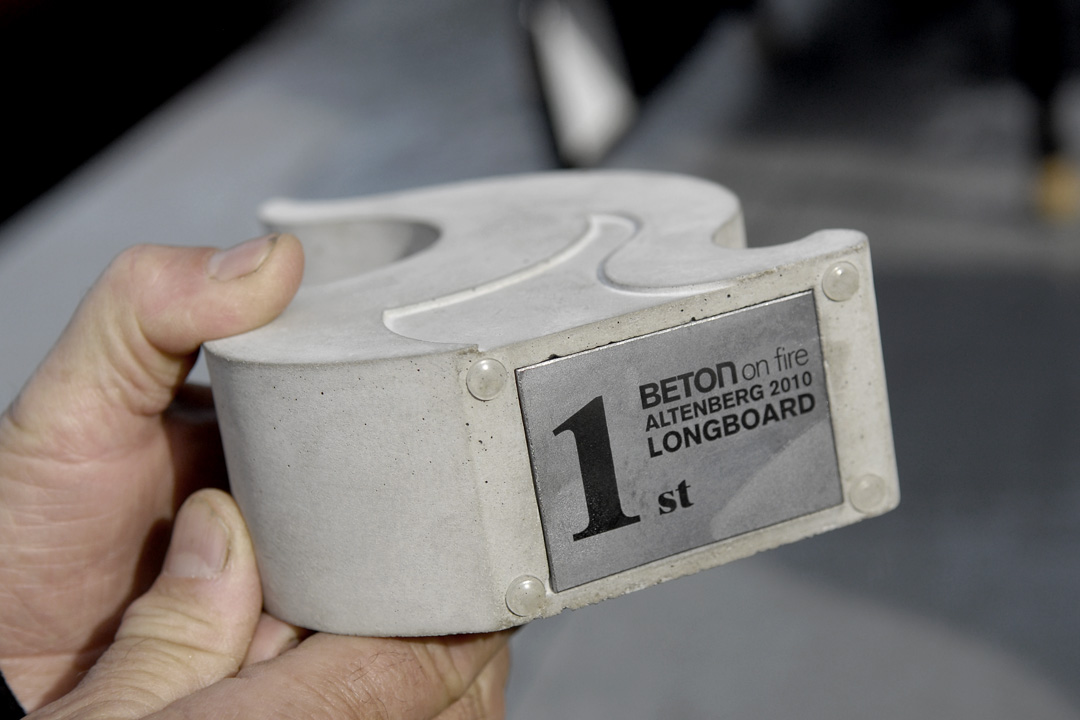 1 st
BETON on fire
ALTENBERG 2010
LONGBOARD